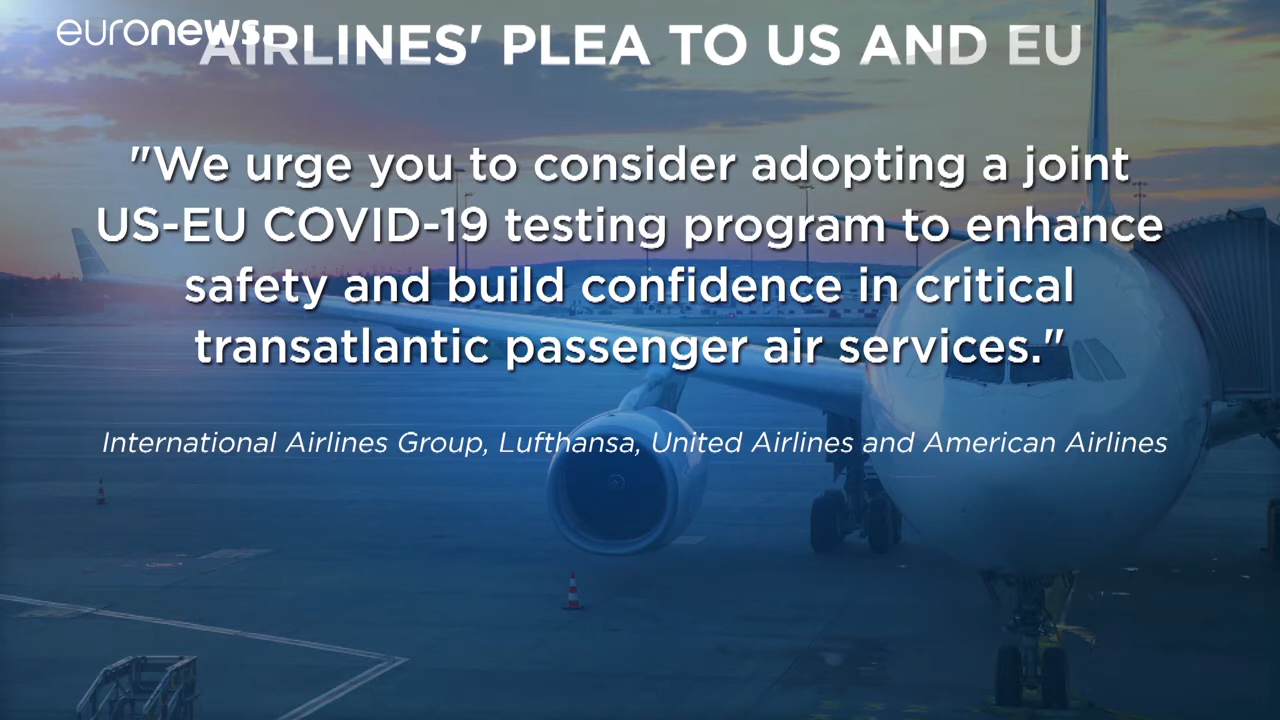 euronews.
AIRLINES' PLEA TO US AND EU
"We urge you to consider adopting a joint
US-EU COVID-19 testing program to enhance
safety and build confidence in critical
transatlantic passenger air services."
International Airlines Group, Lufthansa, United Airlines and American Airlines